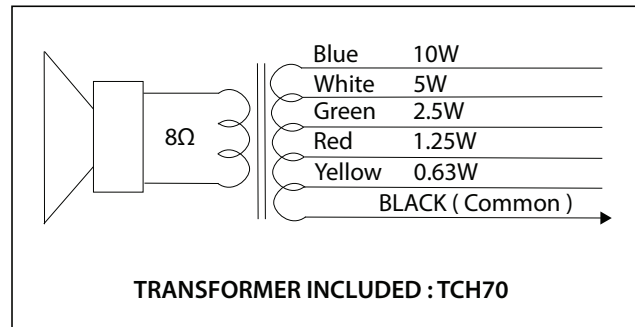 Blue 10W
White 5W
Green 2.5W
8Ω
Red 1.25W
Yellow 0.63W
BLACK ( Common )
TRANSFORMER INCLUDED : TCH70